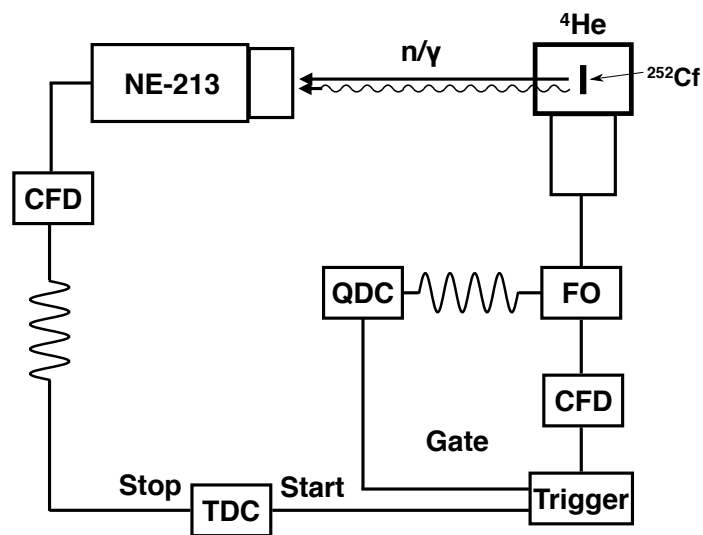 ⁴He
n/γ
NE-213
²⁵²Cf
CFD
QDC
FO
CFD
Gate
Stop
Start
TDC
Trigger